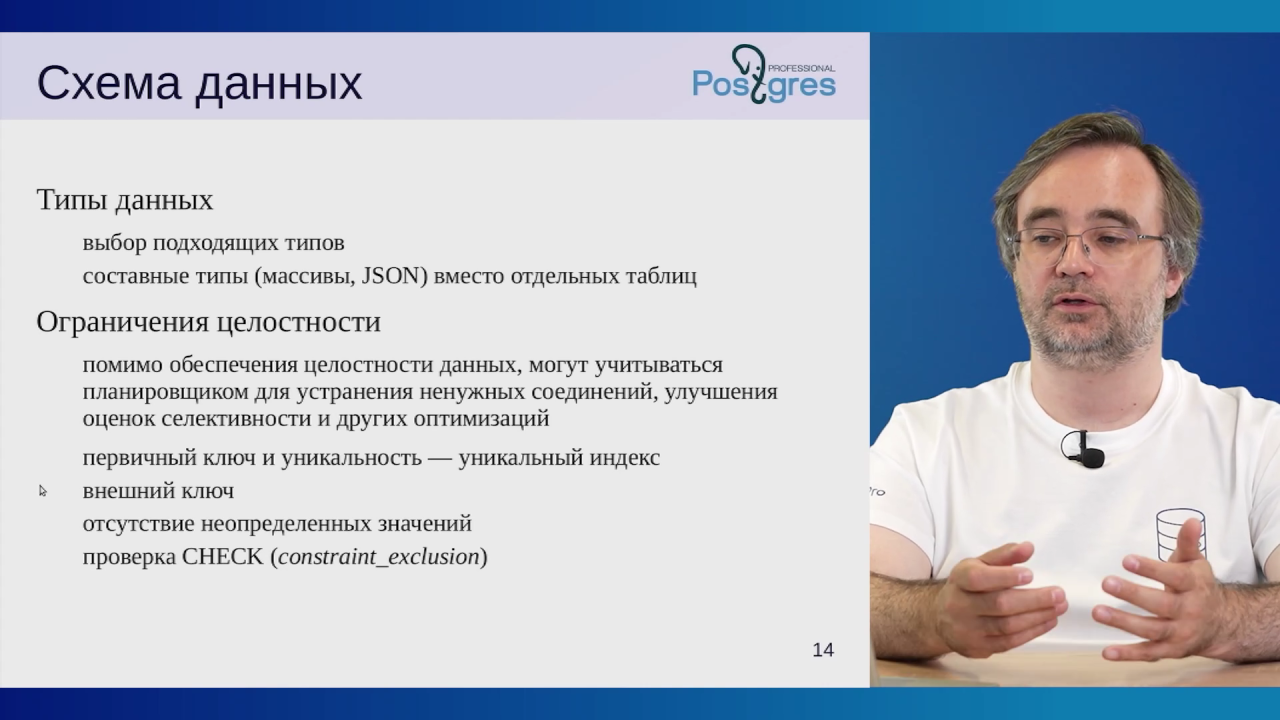 Схема данных
PROFESSIONAL
Postgres
Типы данных
выбор подходящих типов
составные типы (массивы, JSON) вместо отдельных таблиц
Ограничения целостности
помимо обеспечения целостности данных, могут учитываться
планировщиком для устранения ненужных соединений, улучшения
оценок селективности и других оптимизаций
первичный ключ и уникальность — уникальный индекс
внешний ключ
отсутствие неопределенных значений
проверка CHECK (constraint_exclusion)
14